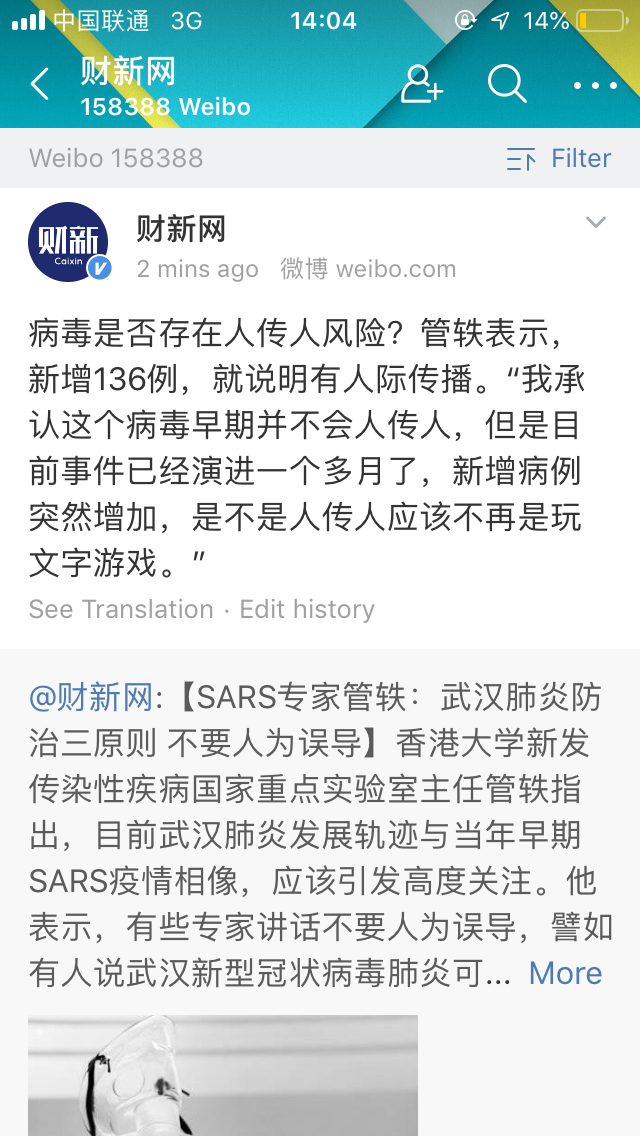 中国联通 3G 14:04 14%
财新网
158388 Weibo
Weibo 158388 Filter
财新 Caixin
财新网
2 mins ago 微博 weibo.com
病毒是否存在人传人风险？管轶表示，
新增136例，就说明有人际传播。“我承
认这个病毒早期并不会人传人，但是目
前事件已经演进一个多月了，新增病例
突然增加，是不是人传人应该不再是玩
文字游戏。”
See Translation · Edit history
@财新网:【SARS专家管轶：武汉肺炎防
治三原则 不要人为误导】香港大学新发
传染性疾病国家重点实验室主任管轶指
出，目前武汉肺炎发展轨迹与当年早期
SARS疫情相像，应该引发高度关注。他
表示，有些专家讲话不要人为误导，譬如
有人说武汉新型冠状病毒肺炎可... More